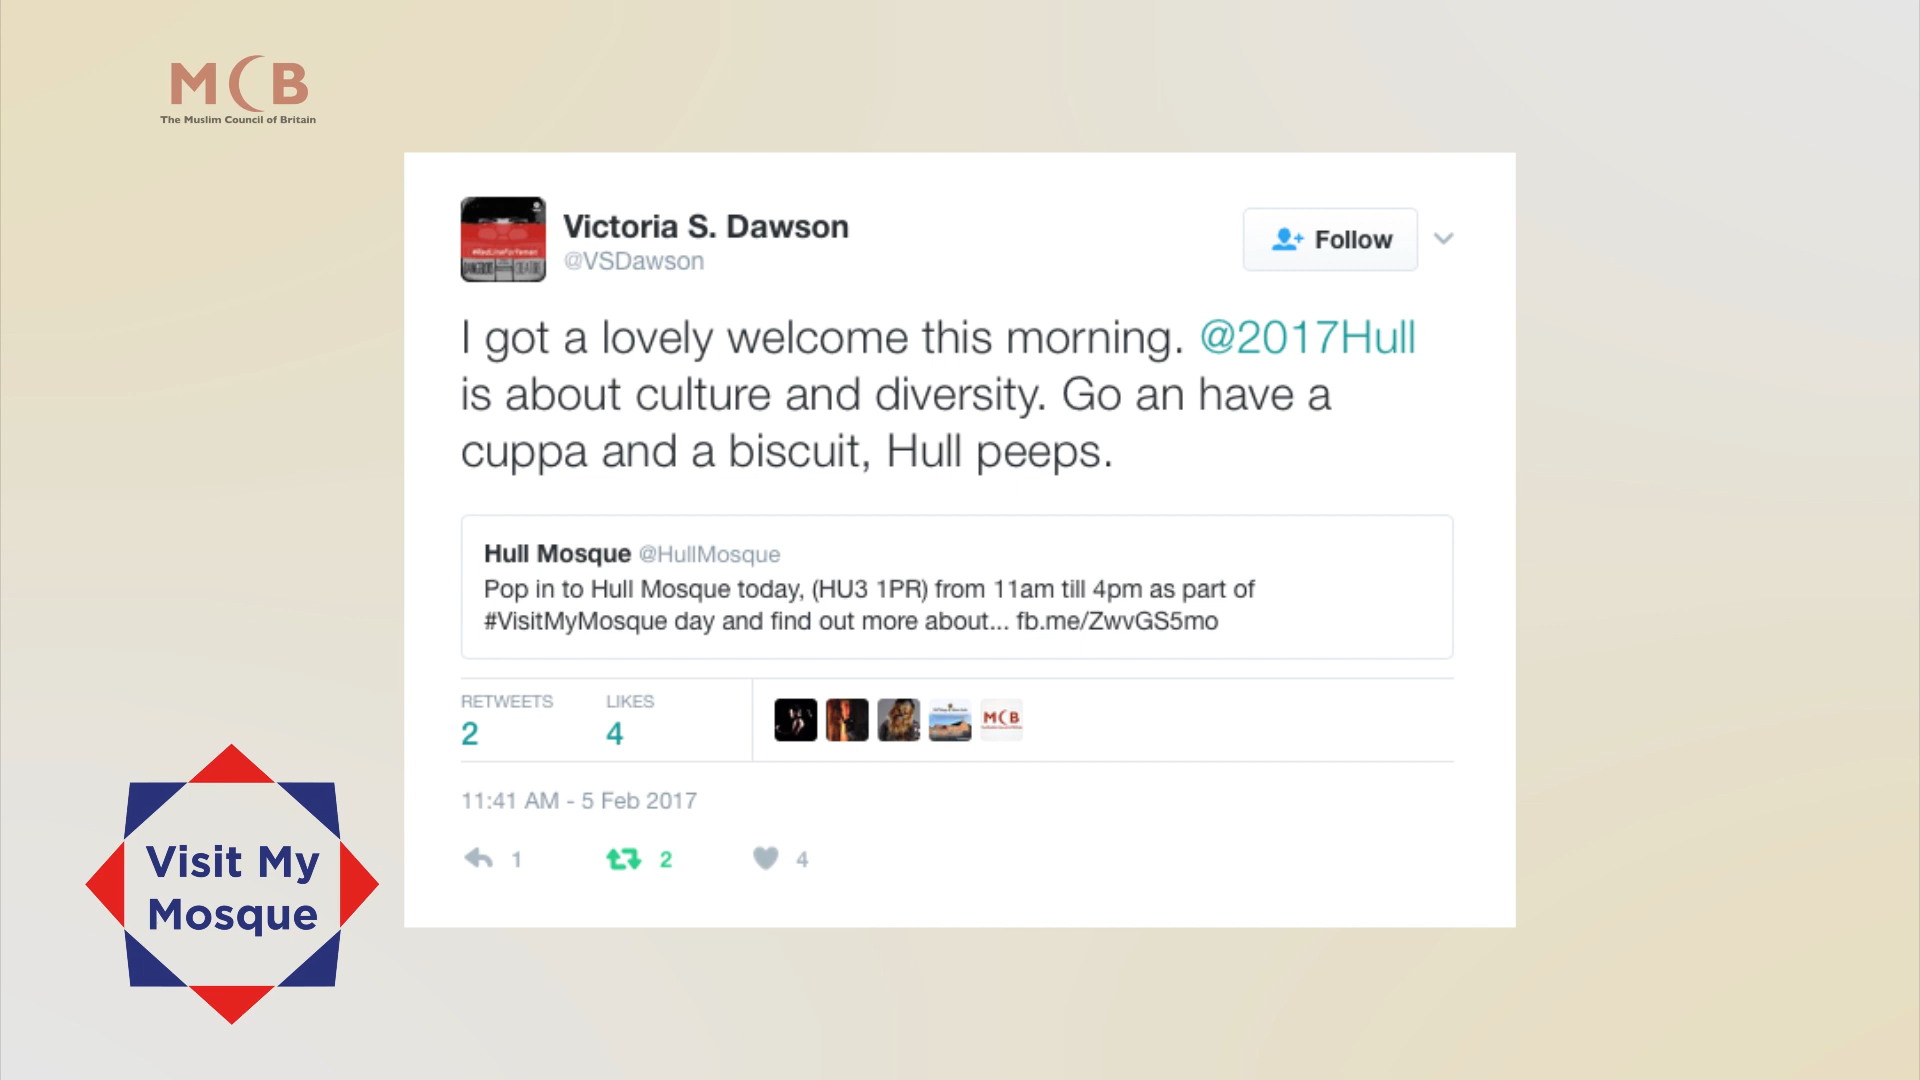 MCB
The Muslim Council of Britain
Victoria S. Dawson
@VSDawson
Follow
#RedLineForYemen
I got a lovely welcome this morning. @2017Hull
is about culture and diversity. Go an have a
cuppa and a biscuit, Hull peeps.
Hull Mosque @HullMosque
Pop in to Hull Mosque today, (HU3 1PR) from 11am till 4pm as part of
#VisitMyMosque day and find out more about... fb.me/ZwvGS5mo
RETWEETS LIKES
2 4
MCB
11:41 AM - 5 Feb 2017
1 2 4
Visit My
Mosque